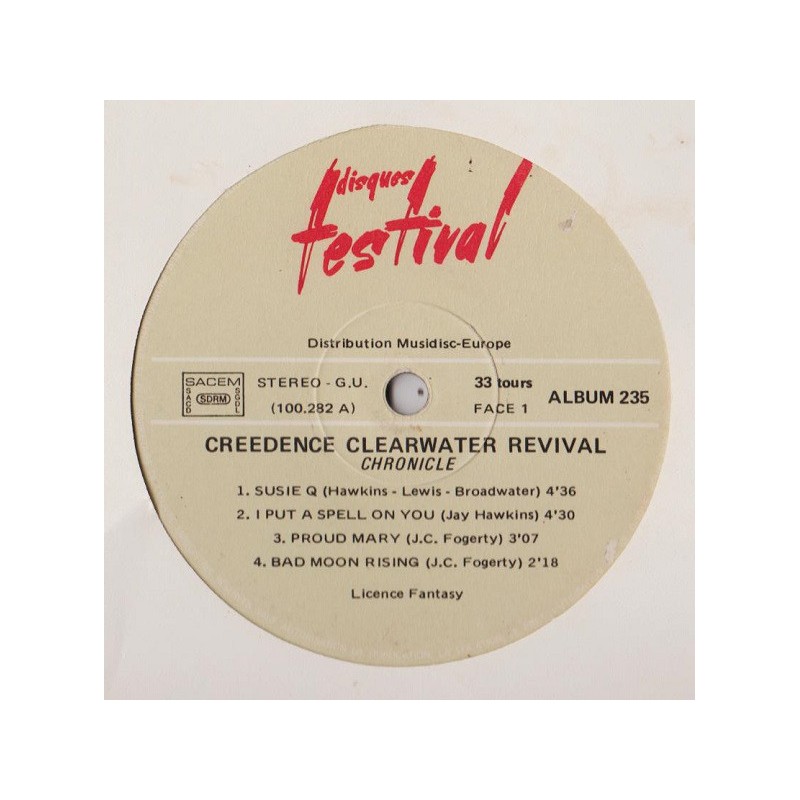 disques
festival
Distribution Musidisc-Europe
SACEM
SACD
SDRM
SGDL
STEREO - G.U.
(100.282 A)
33 tours
FACE 1
ALBUM 235
CREEDENCE CLEARWATER REVIVAL
CHRONICLE
1. SUSIE Q (Hawkins - Lewis - Broadwater) 4'36
2. I PUT A SPELL ON YOU (Jay Hawkins) 4'30
3. PROUD MARY (J.C. Fogerty) 3'07
4. BAD MOON RISING (J.C. Fogerty) 2'18
Licence Fantasy